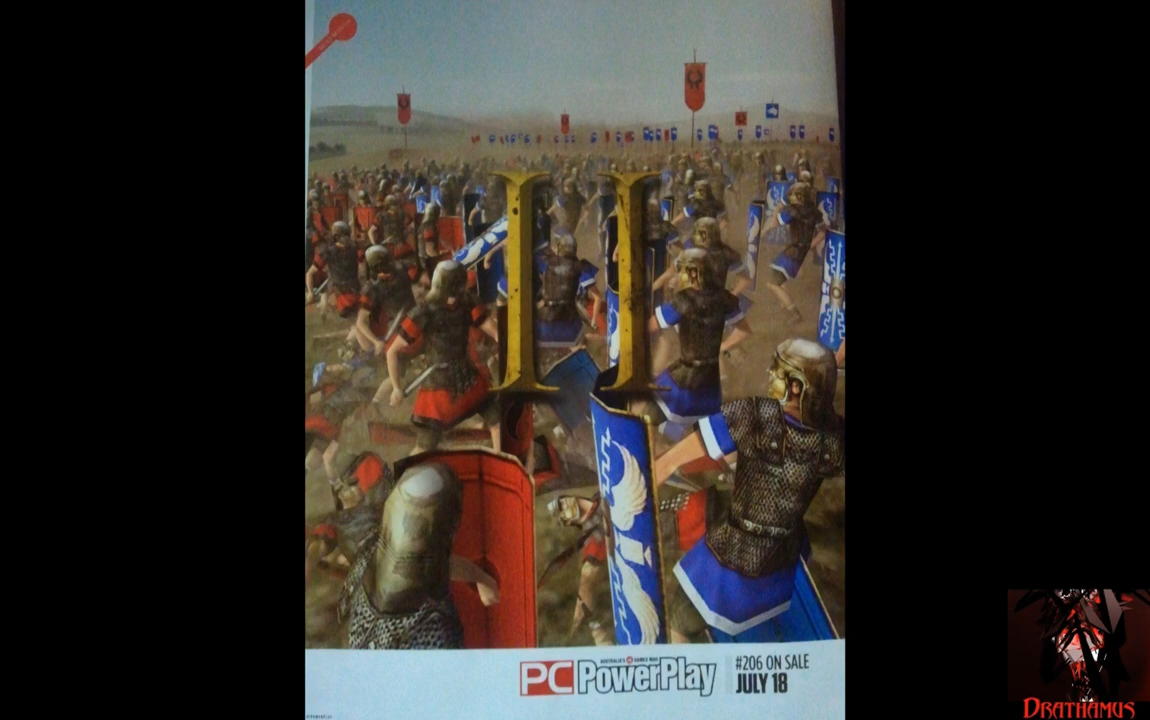 II
AUSTRALIA'S #1 GAMES MAG
PC PowerPlay
#206 ON SALE
JULY 18
DRATHAMUS